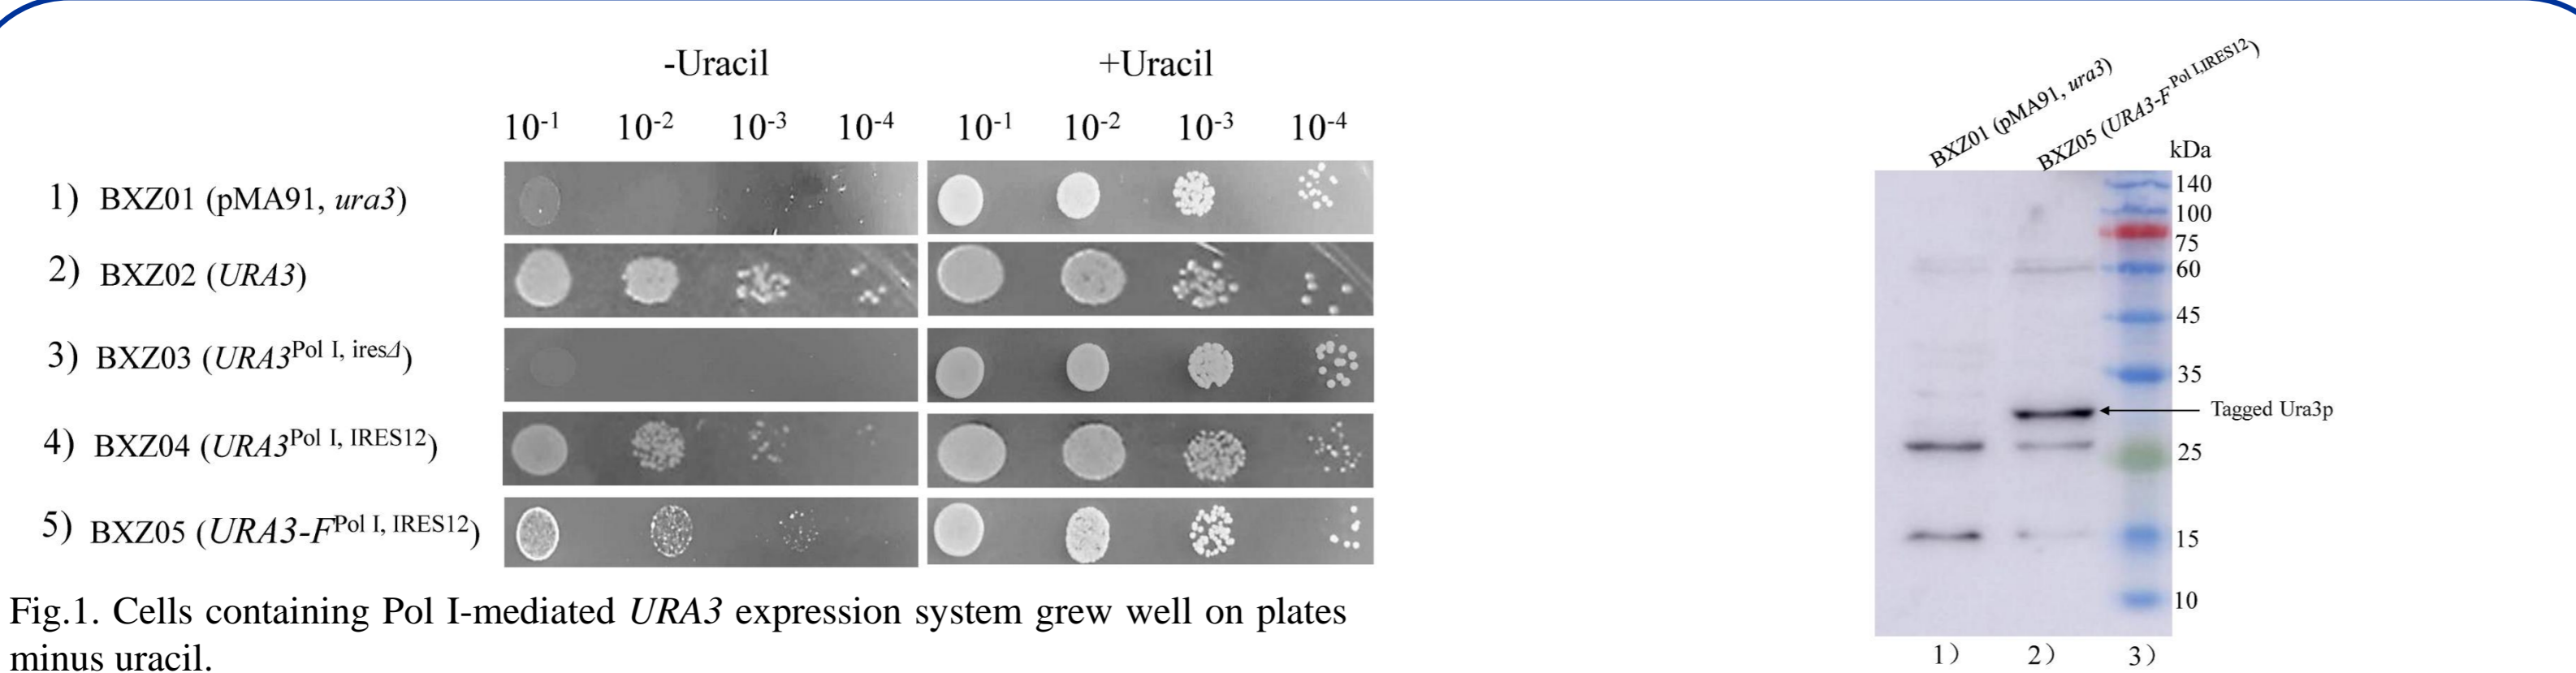 -Uracil +Uracil
10-1 10-2 10-3 10-4 10-1 10-2 10-3 10-4
1) BXZ01 (pMA91, ura3)
2) BXZ02 (URA3)
3) BXZ03 (URA3Pol I, iresΔ)
4) BXZ04 (URA3Pol I, IRES12)
5) BXZ05 (URA3-FPol I, IRES12)
Fig.1. Cells containing Pol I-mediated URA3 expression system grew well on plates
minus uracil.
BXZ01 (pMA91, ura3)
BXZ05 (URA3-FPol I,IRES12)
kDa
140
100
75
60
45
35
Tagged Ura3p
25
15
10
1) 2) 3)